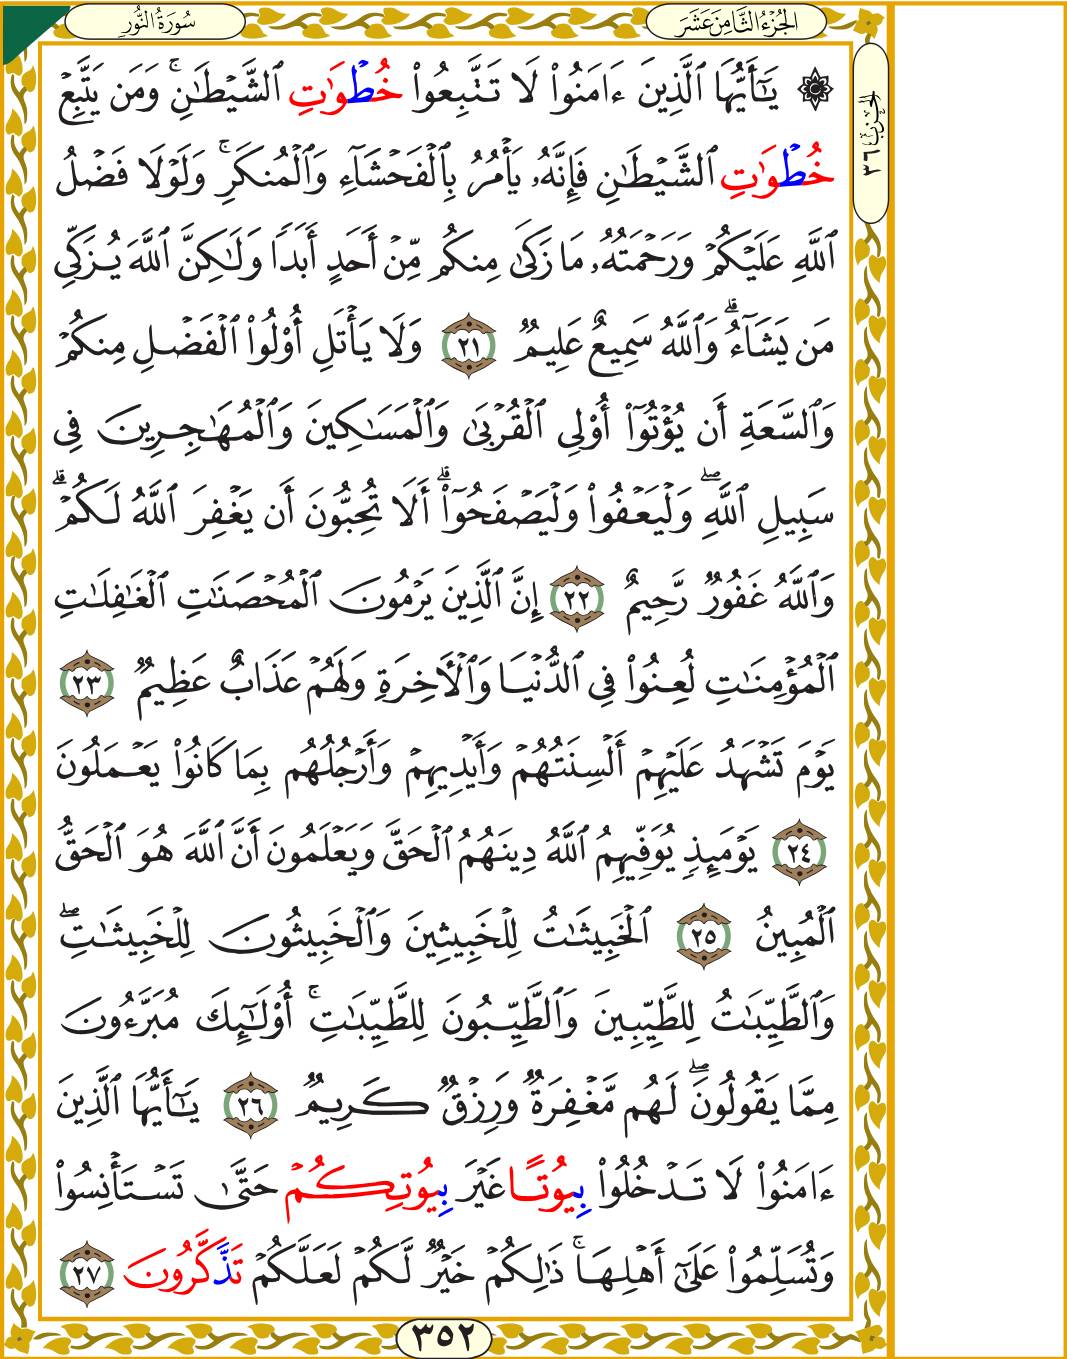 سُورَةُ النُّور
الجُزْءُ الثَّامِنَ عَشَرَ
الحِزْبُ ٣٦
۞ يَٰٓأَيُّهَا ٱلَّذِينَ ءَامَنُوا۟ لَا تَتَّبِعُوا۟ خُطْوَٰتِ ٱلشَّيْطَٰنِ ۚ وَمَن يَتَّبِعْ
خُطْوَٰتِ ٱلشَّيْطَٰنِ فَإِنَّهُۥ يَأْمُرُ بِٱلْفَحْشَآءِ وَٱلْمُنكَرِ ۚ وَلَوْلَا فَضْلُ
ٱللَّهِ عَلَيْكُمْ وَرَحْمَتُهُۥ مَا زَكَىٰ مِنكُم مِّنْ أَحَدٍ أَبَدًا وَلَٰكِنَّ ٱللَّهَ يُزَكِّى
مَن يَشَآءُ ۗ وَٱللَّهُ سَمِيعٌ عَلِيمٌ ٢١ وَلَا يَأْتَلِ أُو۟لُوا۟ ٱلْفَضْلِ مِنكُمْ
وَٱلسَّعَةِ أَن يُؤْتُوٓا۟ أُو۟لِى ٱلْقُرْبَىٰ وَٱلْمَسَٰكِينَ وَٱلْمُهَٰجِرِينَ فِى
سَبِيلِ ٱللَّهِ ۖ وَلْيَعْفُوا۟ وَلْيَصْفَحُوٓا۟ ۗ أَلَا تُحِبُّونَ أَن يَغْفِرَ ٱللَّهُ لَكُمْ ۗ
وَٱللَّهُ غَفُورٌ رَّحِيمٌ ٢٢ إِنَّ ٱلَّذِينَ يَرْمُونَ ٱلْمُحْصَنَٰتِ ٱلْغَٰفِلَٰتِ
ٱلْمُؤْمِنَٰتِ لُعِنُوا۟ فِى ٱلدُّنْيَا وَٱلْأَخِرَةِ وَلَهُمْ عَذَابٌ عَظِيمٌ ٢٣
يَوْمَ تَشْهَدُ عَلَيْهِمْ أَلْسِنَتُهُمْ وَأَيْدِيهِمْ وَأَرْجُلُهُم بِمَا كَانُوا۟ يَعْمَلُونَ
٢٤ يَوْمَئِذٍ يُوَفِّيهِمُ ٱللَّهُ دِينَهُمُ ٱلْحَقَّ وَيَعْلَمُونَ أَنَّ ٱللَّهَ هُوَ ٱلْحَقُّ
ٱلْمُبِينُ ٢٥ ٱلْخَبِيثَٰتُ لِلْخَبِيثِينَ وَٱلْخَبِيثُونَ لِلْخَبِيثَٰتِ ۖ
وَٱلطَّيِّبَٰتُ لِلطَّيِّبِينَ وَٱلطَّيِّبُونَ لِلطَّيِّبَٰتِ ۚ أُو۟لَٰٓئِكَ مُبَرَّءُونَ
مِمَّا يَقُولُونَ ۖ لَهُم مَّغْفِرَةٌ وَرِزْقٌ كَرِيمٌ ٢٦ يَٰٓأَيُّهَا ٱلَّذِينَ
ءَامَنُوا۟ لَا تَدْخُلُوا۟ بِيُوتًا غَيْرَ بِيُوتِكُمْ حَتَّىٰ تَسْتَأْنِسُوا۟
وَتُسَلِّمُوا۟ عَلَىٰٓ أَهْلِهَا ۚ ذَٰلِكُمْ خَيْرٌ لَّكُمْ لَعَلَّكُمْ تَذَّكَّرُونَ ٢٧
٣٥٢